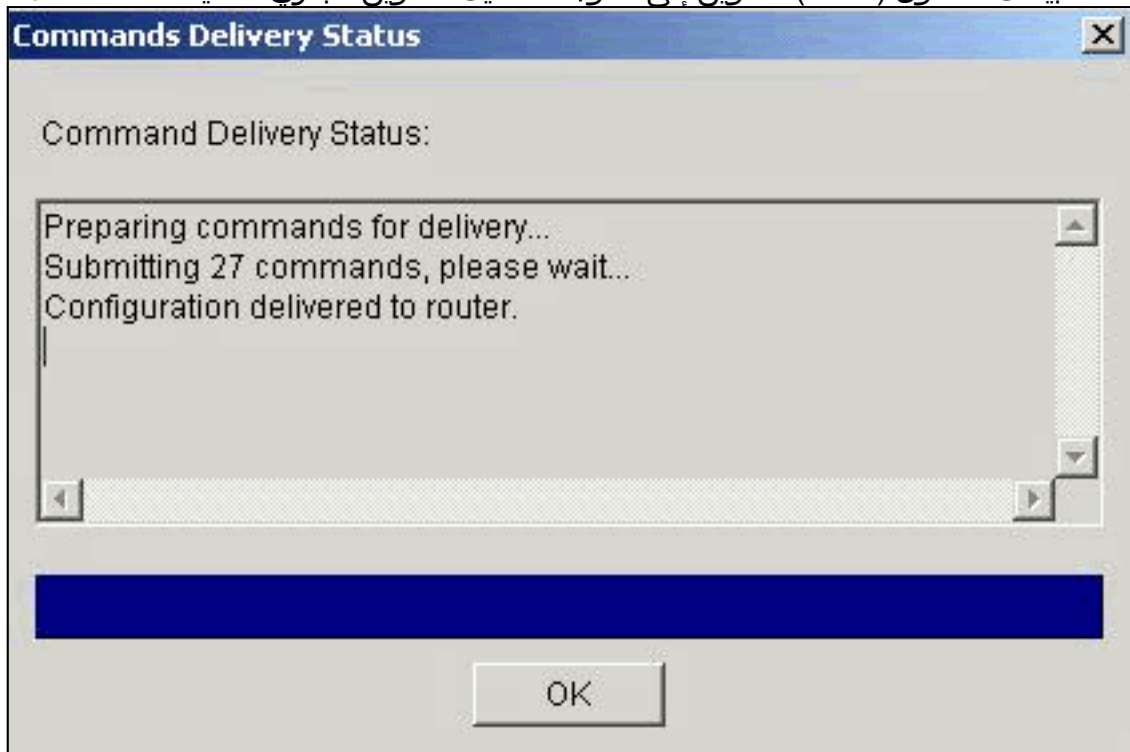 Commands Delivery Status
Command Delivery Status:
Preparing commands for delivery...
Submitting 27 commands, please wait...
Configuration delivered to router.
OK